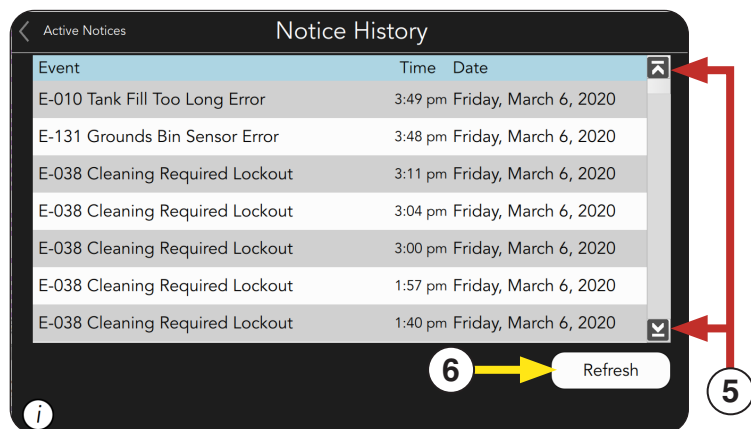 Active Notices
Notice History
Event Time Date
E-010 Tank Fill Too Long Error 3:49 pm Friday, March 6, 2020
E-131 Grounds Bin Sensor Error 3:48 pm Friday, March 6, 2020
E-038 Cleaning Required Lockout 3:11 pm Friday, March 6, 2020
E-038 Cleaning Required Lockout 3:04 pm Friday, March 6, 2020
E-038 Cleaning Required Lockout 3:00 pm Friday, March 6, 2020
E-038 Cleaning Required Lockout 1:57 pm Friday, March 6, 2020
E-038 Cleaning Required Lockout 1:40 pm Friday, March 6, 2020
6 Refresh
5
i